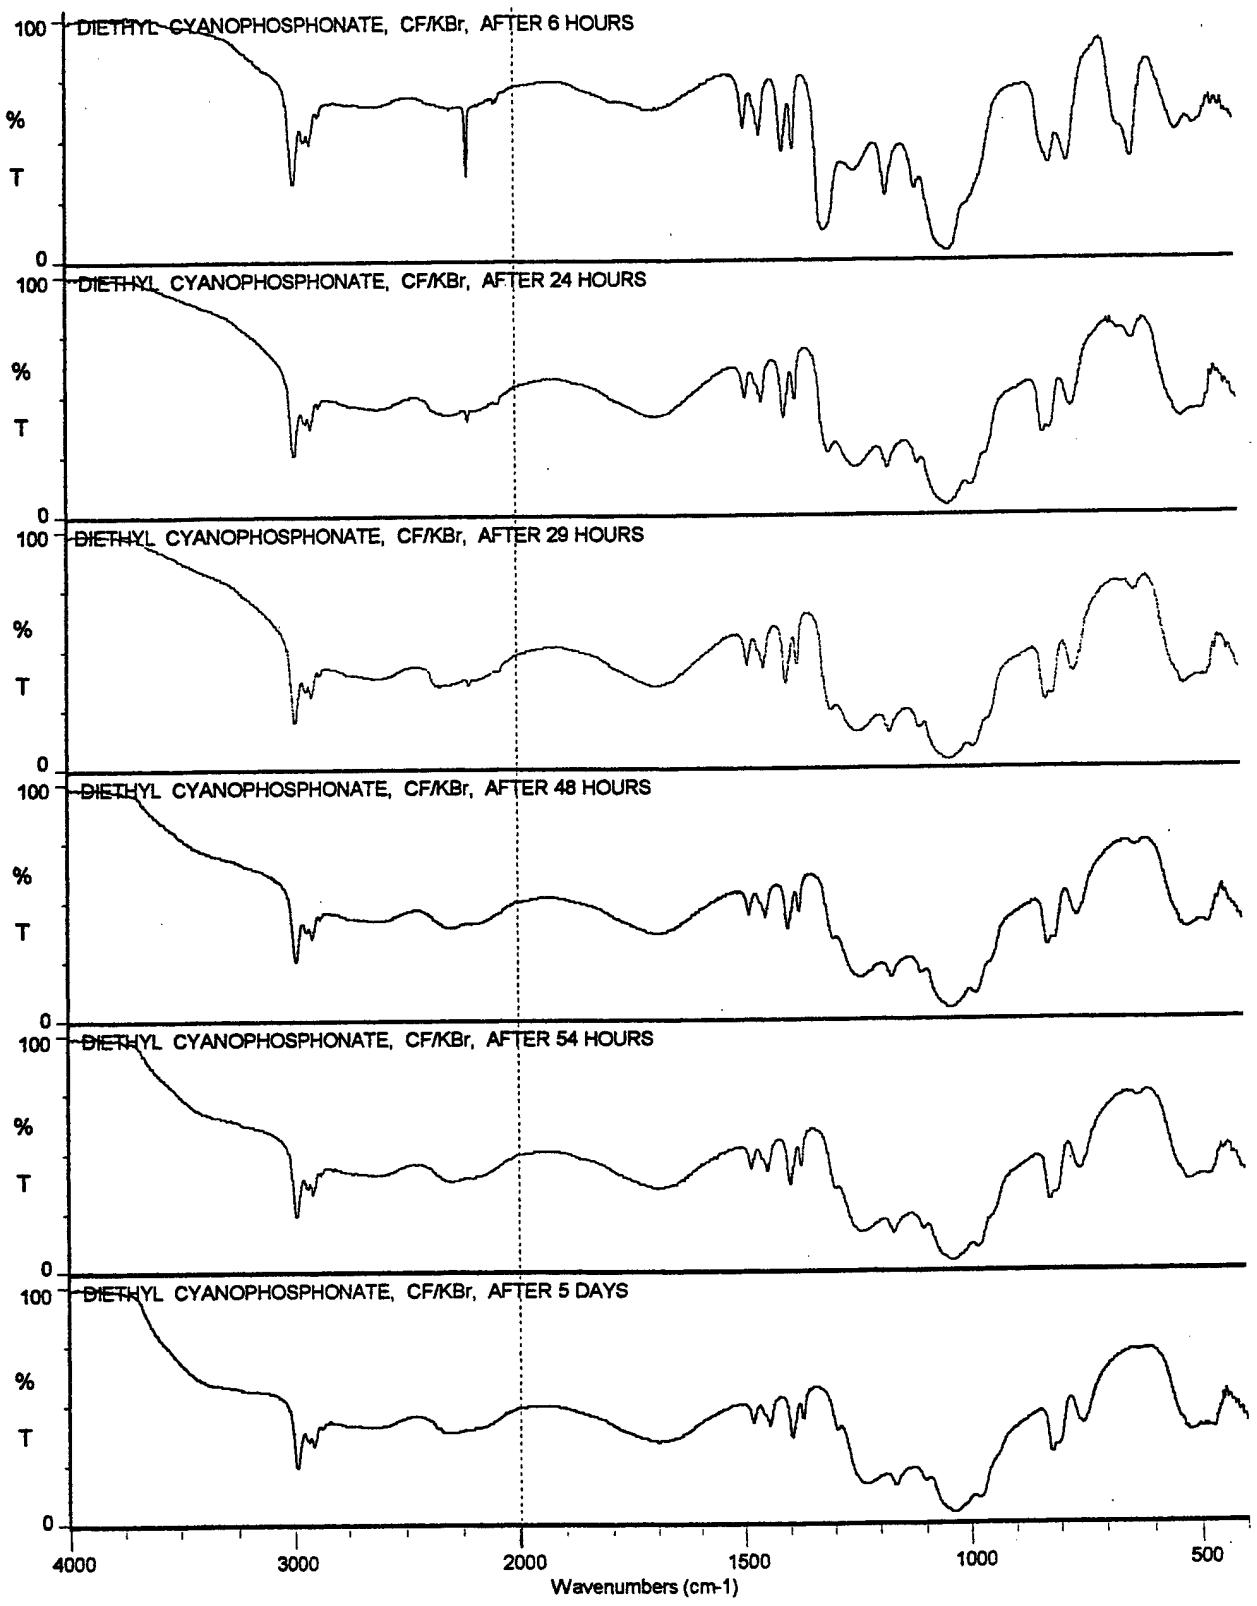 100 DIETHYL CYANOPHOSPHONATE, CF/KBr, AFTER 6 HOURS
%
T
0
100 DIETHYL CYANOPHOSPHONATE, CF/KBr, AFTER 24 HOURS
%
T
0
100 DIETHYL CYANOPHOSPHONATE, CF/KBr, AFTER 29 HOURS
%
T
0
100 DIETHYL CYANOPHOSPHONATE, CF/KBr, AFTER 48 HOURS
%
T
0
100 DIETHYL CYANOPHOSPHONATE, CF/KBr, AFTER 54 HOURS
%
T
0
100 DIETHYL CYANOPHOSPHONATE, CF/KBr, AFTER 5 DAYS
%
T
0
4000 3000 2000 1500 1000 500
Wavenumbers (cm-1)